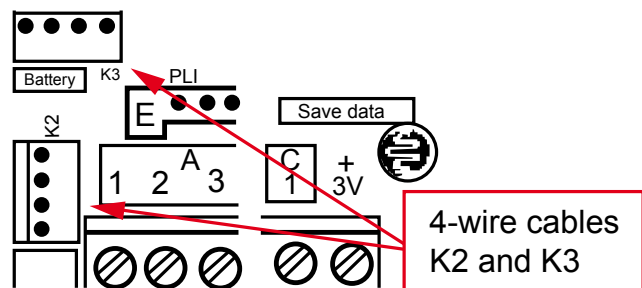 Battery
K3
PLI
E
Save data
K2
A
1 2 3
C
1
+
3V
4-wire cables
K2 and K3